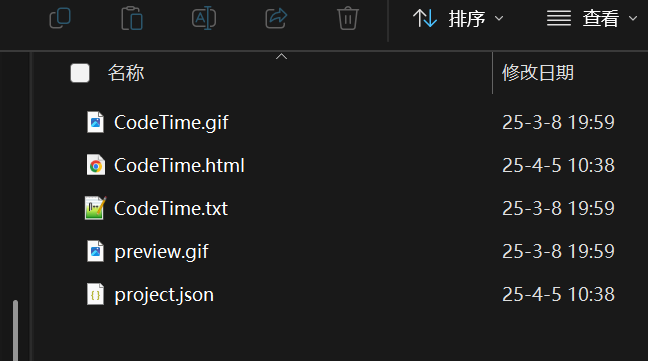 排序 查看
名称 修改日期
CodeTime.gif 25-3-8 19:59
CodeTime.html 25-4-5 10:38
CodeTime.txt 25-3-8 19:59
preview.gif 25-3-8 19:59
project.json 25-4-5 10:38